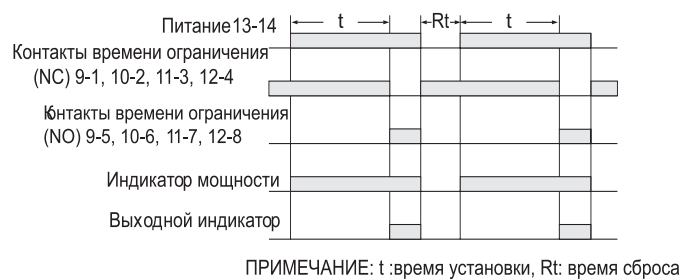 Питание13-14
t Rt t
Контакты времени ограничения
(NC) 9-1, 10-2, 11-3, 12-4
Контакты времени ограничения
(NO) 9-5, 10-6, 11-7, 12-8
Индикатор мощности
Выходной индикатор
ПРИМЕЧАНИЕ: t :время установки, Rt: время сброса